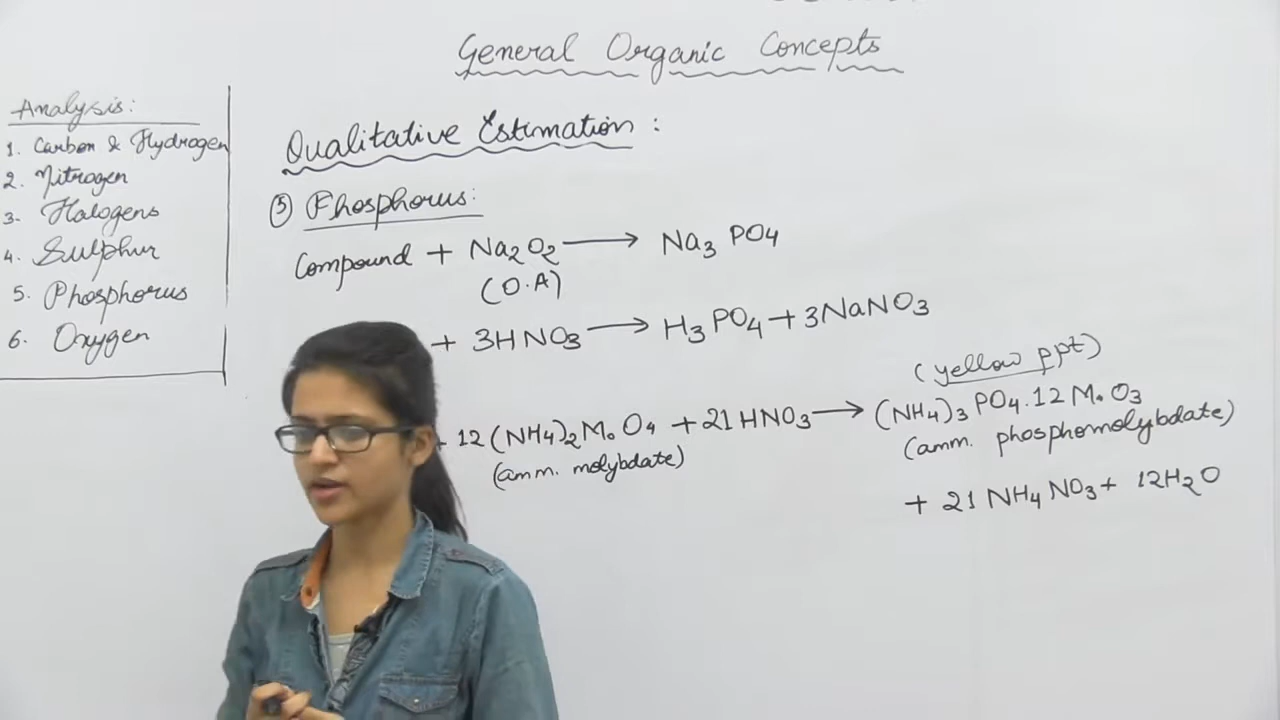 General Organic Concepts
Analysis:
1. Carbon & Hydrogen
2. Nitrogen
3. Halogens
4. Sulphur
5. Phosphorus
6. Oxygen
Qualitative Estimation:
⑤ Phosphorus:
Compound + Na2O2 → Na3PO4
(O.A)
+ 3HNO3 → H3PO4 + 3NaNO3
(yellow ppt)
+ 12(NH4)2MoO4 + 21HNO3 → (NH4)3PO4.12MoO3
(amm. molybdate) (amm. phosphomolybdate)
+ 21NH4NO3 + 12H2O